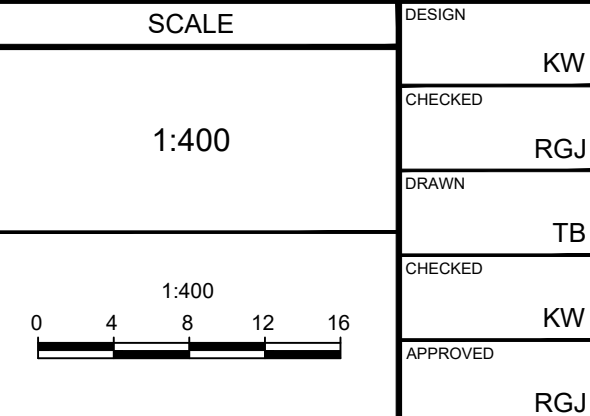 SCALE
1:400
1:400
0 4 8 12 16
DESIGN
KW
CHECKED
RGJ
DRAWN
TB
CHECKED
KW
APPROVED
RGJ